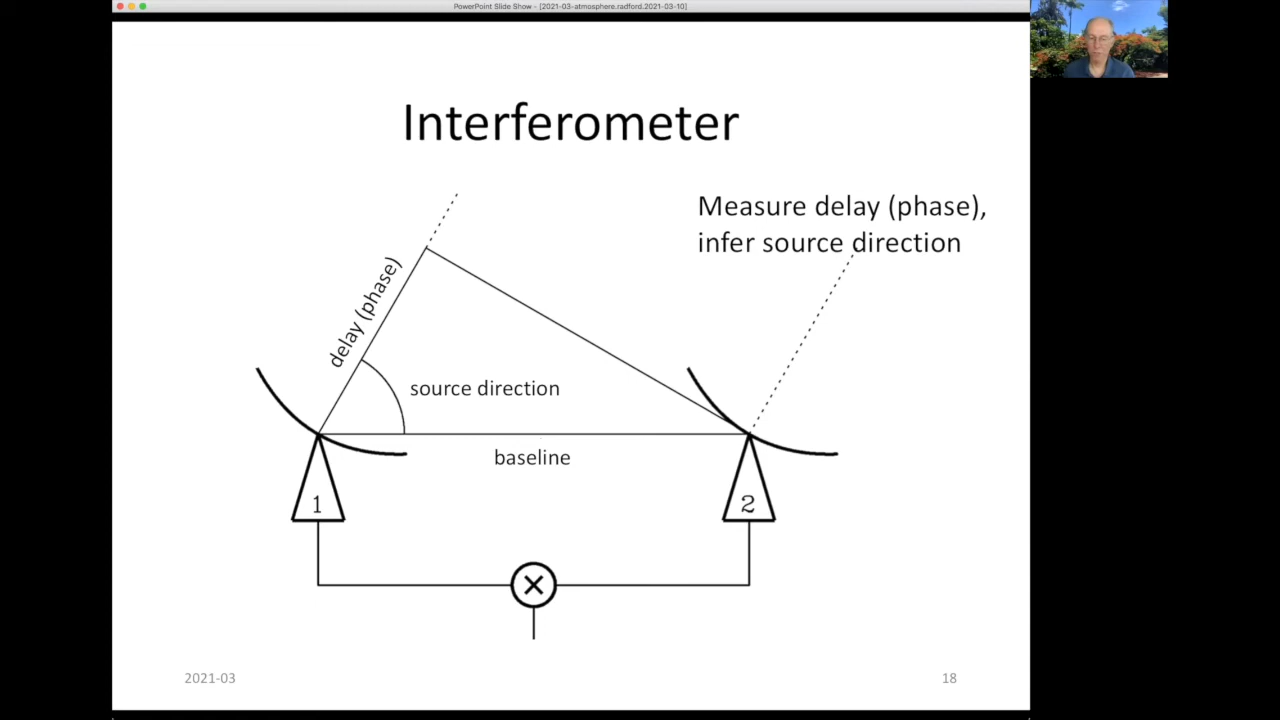 PowerPoint Slide Show - [2021-03-atmosphere.radford.2021-03-10]
Interferometer
Measure delay (phase),
infer source direction
delay (phase)
source direction
baseline
1
2
2021-03
18